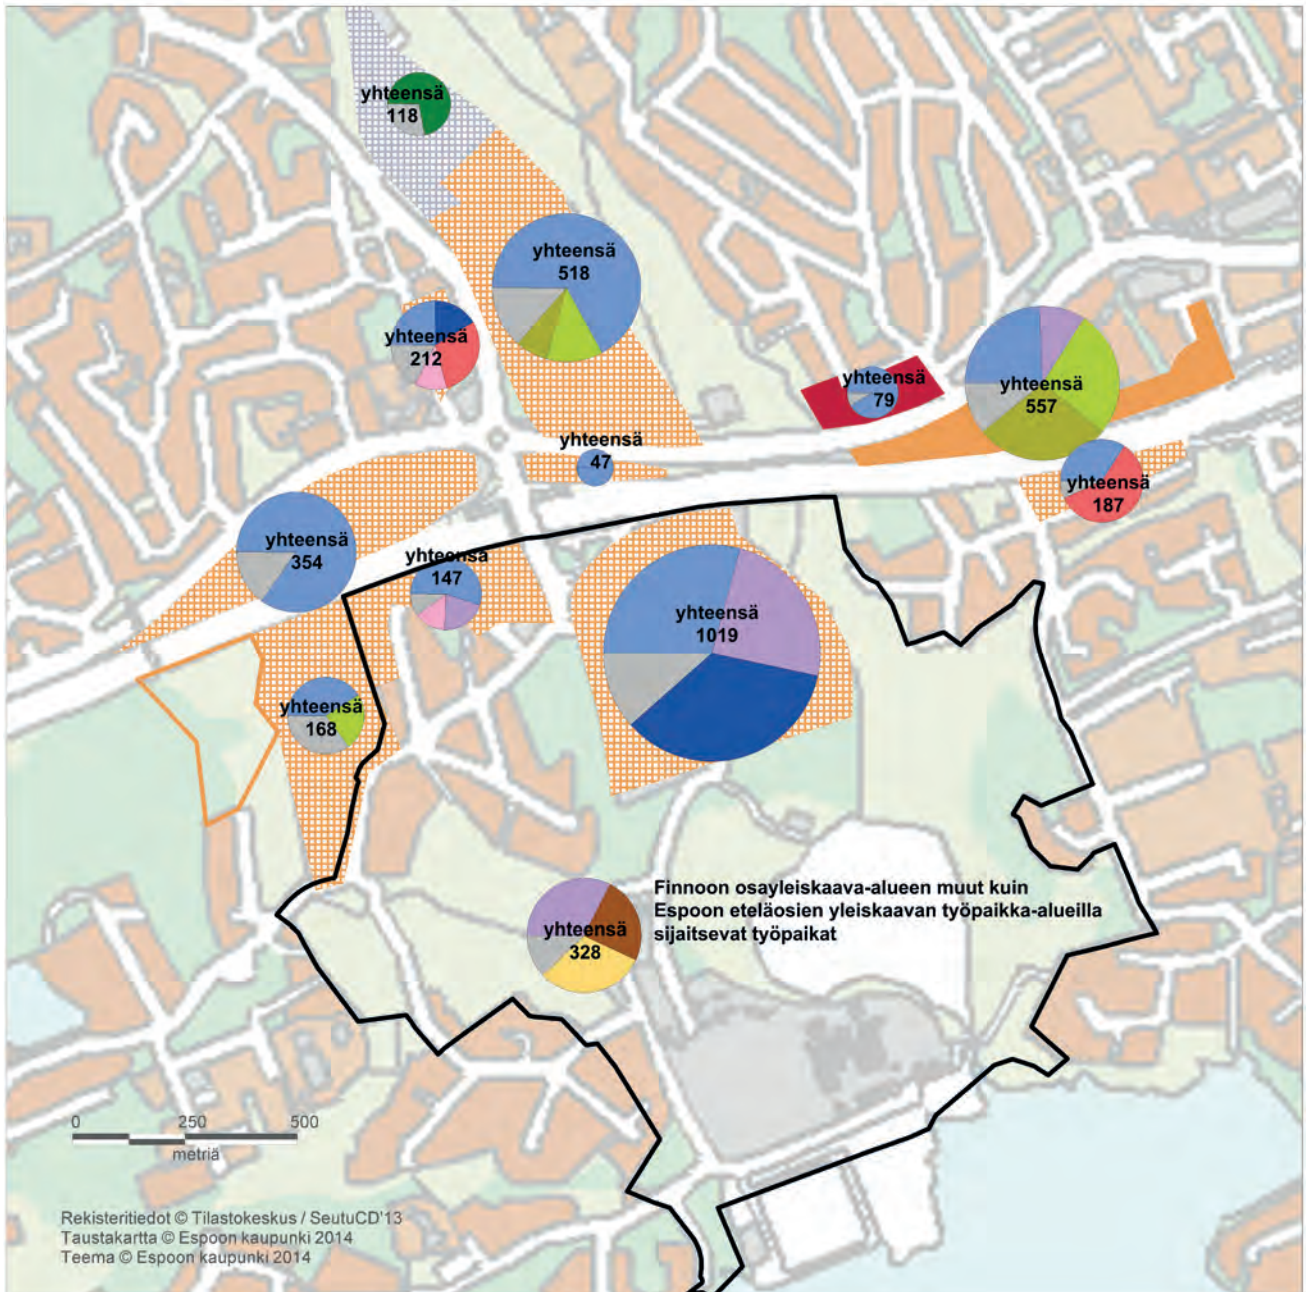 yhteensä
118
yhteensä
518
yhteensä
212
yhteensä
79
yhteensä
557
yhteensä
47
yhteensä
187
yhteensä
354
yhteensä
147
yhteensä
1019
yhteensä
168
Finnoon osayleiskaava-alueen muut kuin
Espoon eteläosien yleiskaavan työpaikka-alueilla
sijaitsevat työpaikat
yhteensä
328
0 250 500
metriä
Rekisteritiedot © Tilastokeskus / SeutuCD'13
Taustakartta © Espoon kaupunki 2014
Teema © Espoon kaupunki 2014